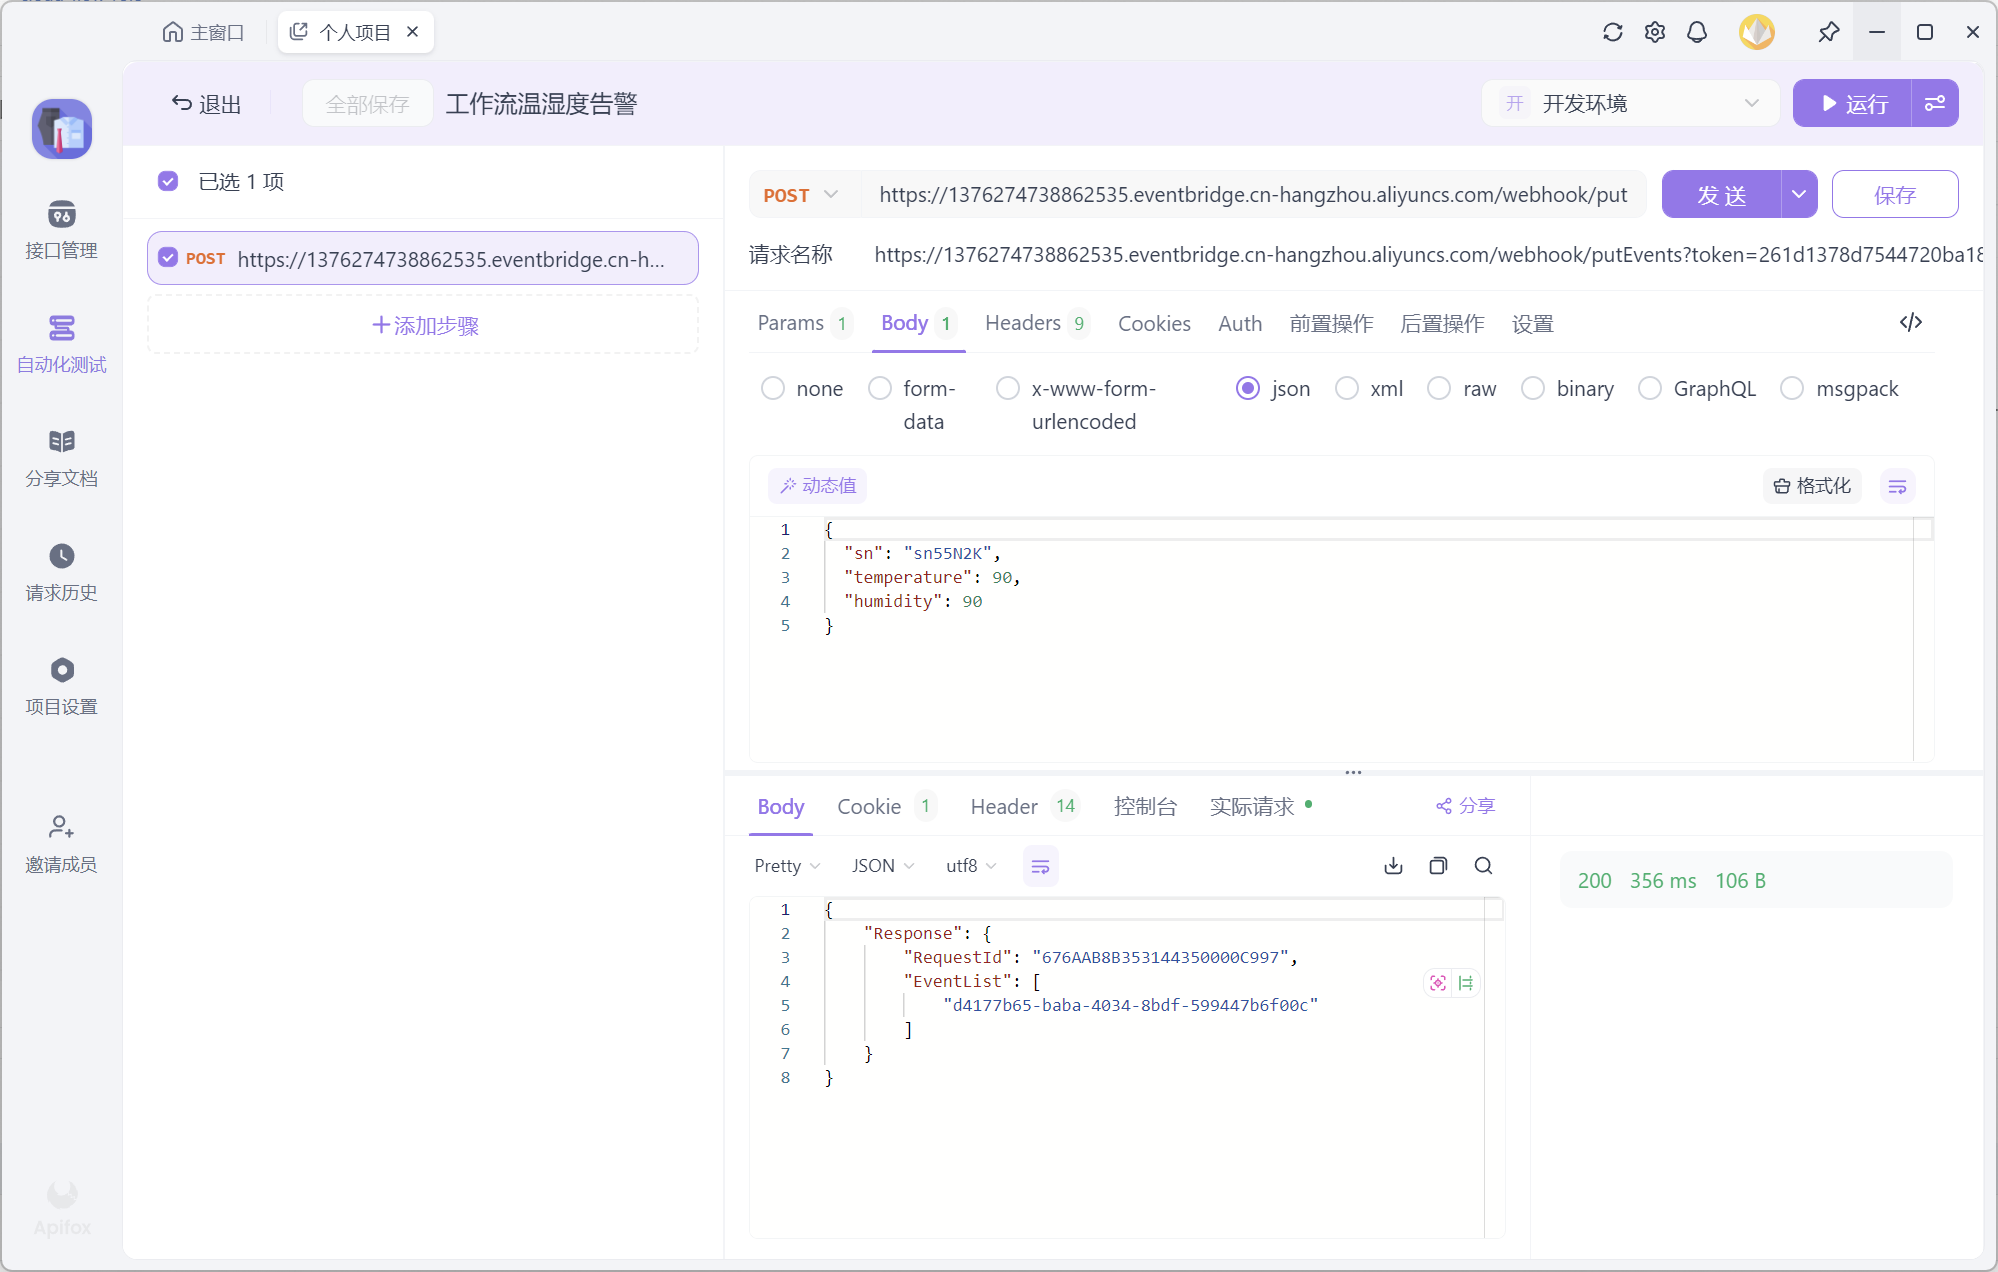 主窗口
个人项目
退出
全部保存
工作流温湿度告警
开 开发环境
运行
接口管理
自动化测试
分享文档
请求历史
项目设置
邀请成员
Apifox
已选 1 项
POST https://1376274738862535.eventbridge.cn-h...
添加步骤
POST https://1376274738862535.eventbridge.cn-hangzhou.aliyuncs.com/webhook/put
发 送
保存
请求名称 https://1376274738862535.eventbridge.cn-hangzhou.aliyuncs.com/webhook/putEvents?token=261d1378d7544720ba18
Params 1 Body 1 Headers 9 Cookies Auth 前置操作 后置操作 设置
none form-data x-www-form-urlencoded json xml raw binary GraphQL msgpack
动态值
格式化
1 {
2 "sn": "sn55N2K",
3 "temperature": 90,
4 "humidity": 90
5 }
Body Cookie 1 Header 14 控制台 实际请求 分享
Pretty JSON utf8
200 356 ms 106 B
1 {
2 "Response": {
3 "RequestId": "676AAB8B353144350000C997",
4 "EventList": [
5 "d4177b65-baba-4034-8bdf-599447b6f00c"
6 ]
7 }
8 }